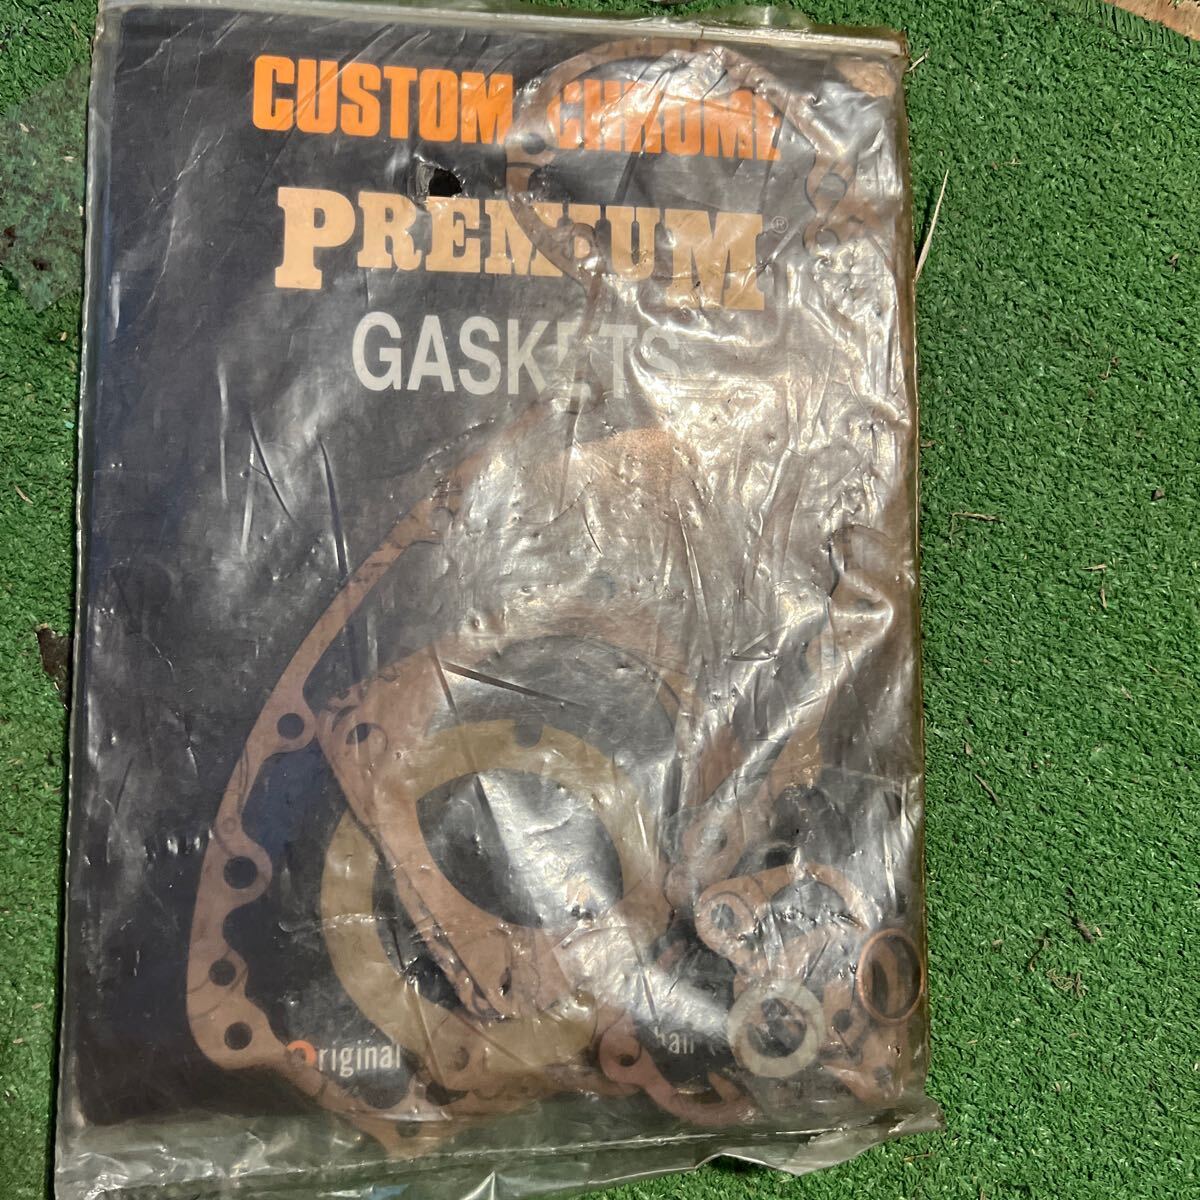 CUSTOM CHROME
PREMIUM®
GASKETS
Original